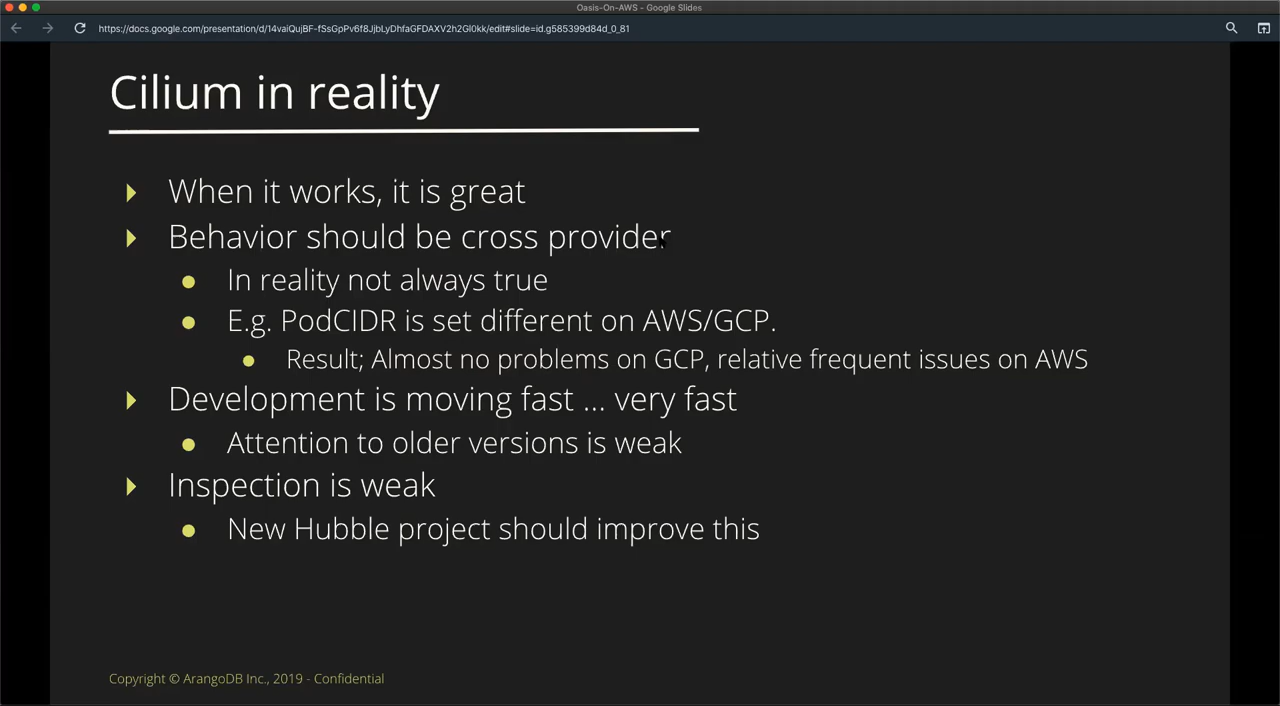 Oasis-On-AWS - Google Slides
https://docs.google.com/presentation/d/14vaiQujBF-fSsGpPv6f8JjbLyDhfaGFDAXV2h2Gl0kk/edit#slide=id.g585399d84d_0_81
Cilium in reality
When it works, it is great
Behavior should be cross provider
In reality not always true
E.g. PodCIDR is set different on AWS/GCP.
Result; Almost no problems on GCP, relative frequent issues on AWS
Development is moving fast ... very fast
Attention to older versions is weak
Inspection is weak
New Hubble project should improve this
Copyright © ArangoDB Inc., 2019 - Confidential